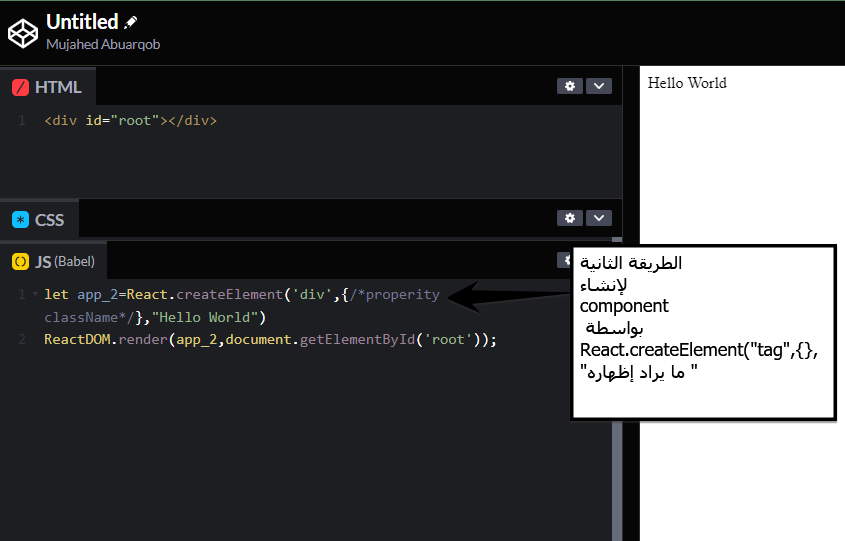 Untitled
Mujahed Abuarqob
HTML
1 <div id="root"></div>
CSS
JS (Babel)
1 let app_2=React.createElement('div',{/*properity
className*/},"Hello World")
2 ReactDOM.render(app_2,document.getElementById('root'));
Hello World
الطريقة الثانية
لإنشاء
component
بواسطة
React.createElement("tag",{},
"ما يراد إظهاره "